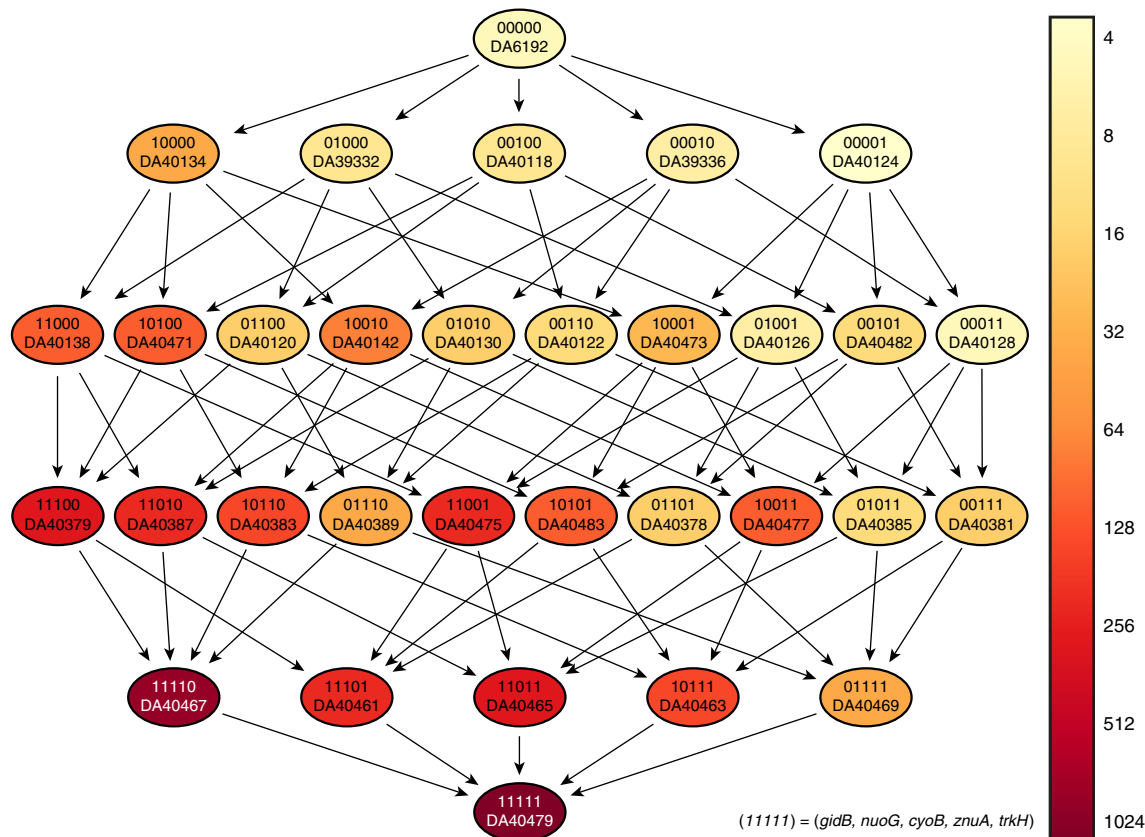 00000
DA6192
10000
DA40134
01000
DA39332
00100
DA40118
00010
DA39336
00001
DA40124
11000
DA40138
10100
DA40471
01100
DA40120
10010
DA40142
01010
DA40130
00110
DA40122
10001
DA40473
01001
DA40126
00101
DA40482
00011
DA40128
11100
DA40379
11010
DA40387
10110
DA40383
01110
DA40389
11001
DA40475
10101
DA40483
01101
DA40378
10011
DA40477
01011
DA40385
00111
DA40381
11110
DA40467
11101
DA40461
11011
DA40465
10111
DA40463
01111
DA40469
11111
DA40479
(11111) = (gidB, nuoG, cyoB, znuA, trkH)
4
8
16
32
64
128
256
512
1024